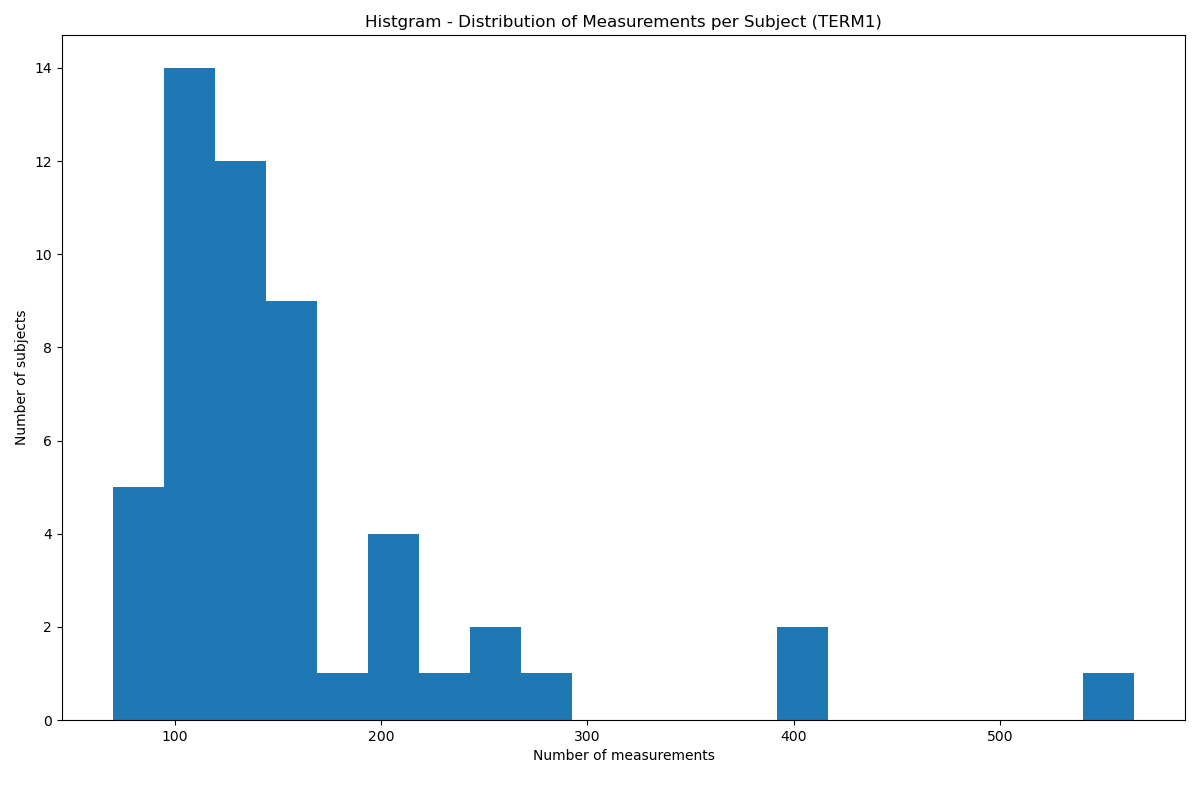 Histgram - Distribution of Measurements per Subject (TERM1)
14
12
10
8
6
4
2
0
Number of subjects
100 200 300 400 500
Number of measurements